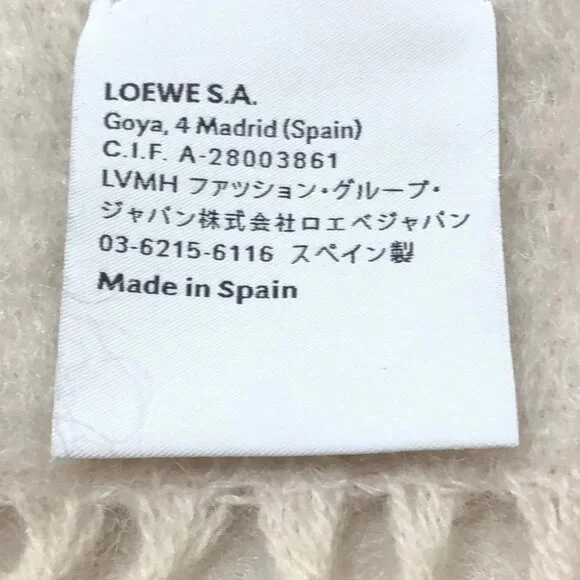 LOEWE S.A.
Goya, 4 Madrid (Spain)
C.I.F. A-28003861
LVMH ファッション・グループ・
ジャパン株式会社ロエベジャパン
03-6215-6116 スペイン製
Made in Spain